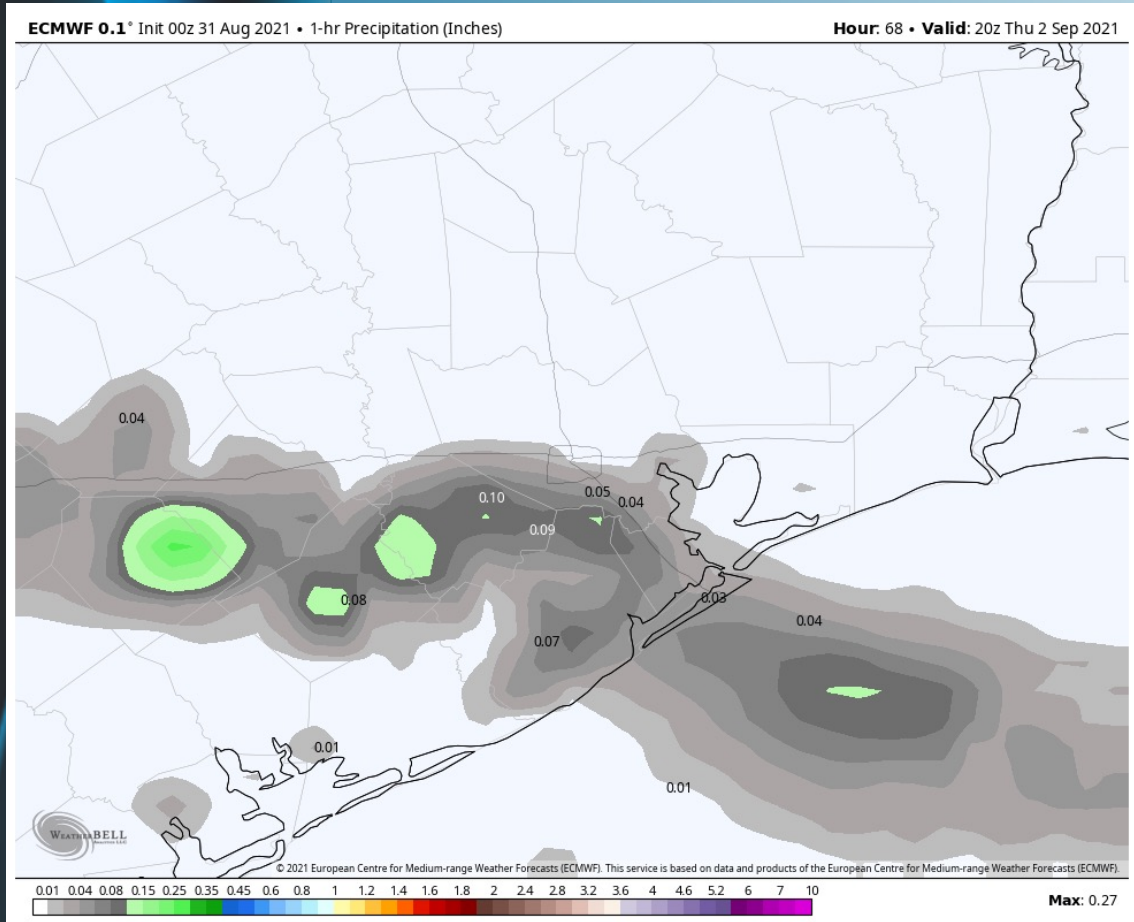 ECMWF 0.1° Init 00z 31 Aug 2021 • 1-hr Precipitation (Inches) Hour: 68 • Valid: 20z Thu 2 Sep 2021
0.04
0.10
0.05
0.04
0.09
0.08
0.03
0.04
0.07
0.01
0.01
WEATHERBELL
Analytics LLC
© 2021 European Centre for Medium-range Weather Forecasts (ECMWF). This service is based on data and products of the European Centre for Medium-range Weather Forecasts (ECMWF).
0.01 0.04 0.08 0.15 0.25 0.35 0.45 0.6 0.8 1 1.2 1.4 1.6 1.8 2 2.4 2.8 3.2 3.6 4 4.6 5.2 6 7 10 Max: 0.27